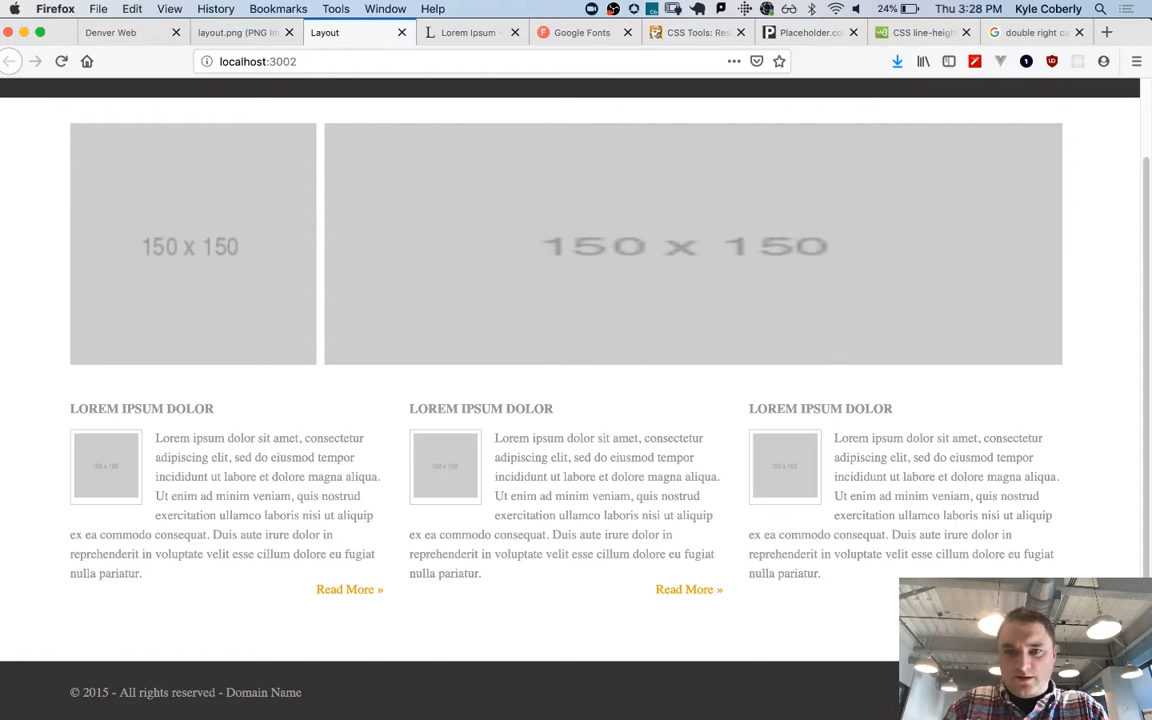 Firefox File Edit View History Bookmarks Tools Window Help 24% Thu 3:28 PM Kyle Coberly
Denver Web layout.png (PNG Im Layout Lorem Ipsum - Google Fonts CSS Tools: Res Placeholder.co CSS line-heigh double right ca
localhost:3002
150 x 150 150 x 150
LOREM IPSUM DOLOR LOREM IPSUM DOLOR LOREM IPSUM DOLOR
150 x 150
Lorem ipsum dolor sit amet, consectetur
adipiscing elit, sed do eiusmod tempor
incididunt ut labore et dolore magna aliqua.
Ut enim ad minim veniam, quis nostrud
exercitation ullamco laboris nisi ut aliquip
ex ea commodo consequat. Duis aute irure dolor in
reprehenderit in voluptate velit esse cillum dolore eu fugiat
nulla pariatur.
Read More »
150 x 150
Lorem ipsum dolor sit amet, consectetur
adipiscing elit, sed do eiusmod tempor
incididunt ut labore et dolore magna aliqua.
Ut enim ad minim veniam, quis nostrud
exercitation ullamco laboris nisi ut aliquip
ex ea commodo consequat. Duis aute irure dolor in
reprehenderit in voluptate velit esse cillum dolore eu fugiat
nulla pariatur.
Read More »
150 x 150
Lorem ipsum dolor sit amet, consectetur
adipiscing elit, sed do eiusmod tempor
incididunt ut labore et dolore magna aliqua.
Ut enim ad minim veniam, quis nostrud
exercitation ullamco laboris nisi ut aliquip
ex ea commodo consequat. Duis aute irure dolor in
reprehenderit in voluptate velit esse cillum dolore eu fugiat
nulla pariatur.
© 2015 - All rights reserved - Domain Name